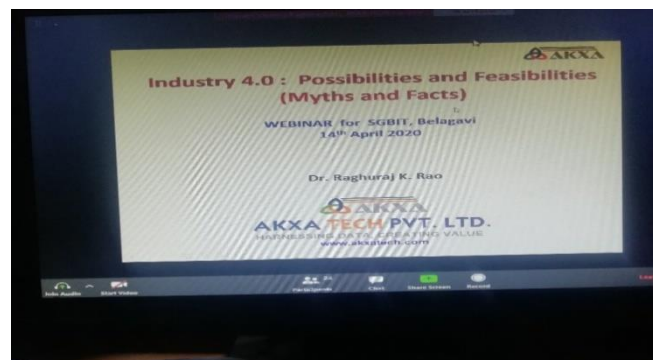 AKXA
Industry 4.0 : Possibilities and Feasibilities
(Myths and Facts)
WEBINAR for SGBIT, Belagavi
14th April 2020
Dr. Raghuraj K. Rao
AKXA
AKXA TECH PVT. LTD.
HARNESSING DATA, CREATING VALUE
www.akxatech.com
Join Audio Start Video Participants Chat Share Screen Record